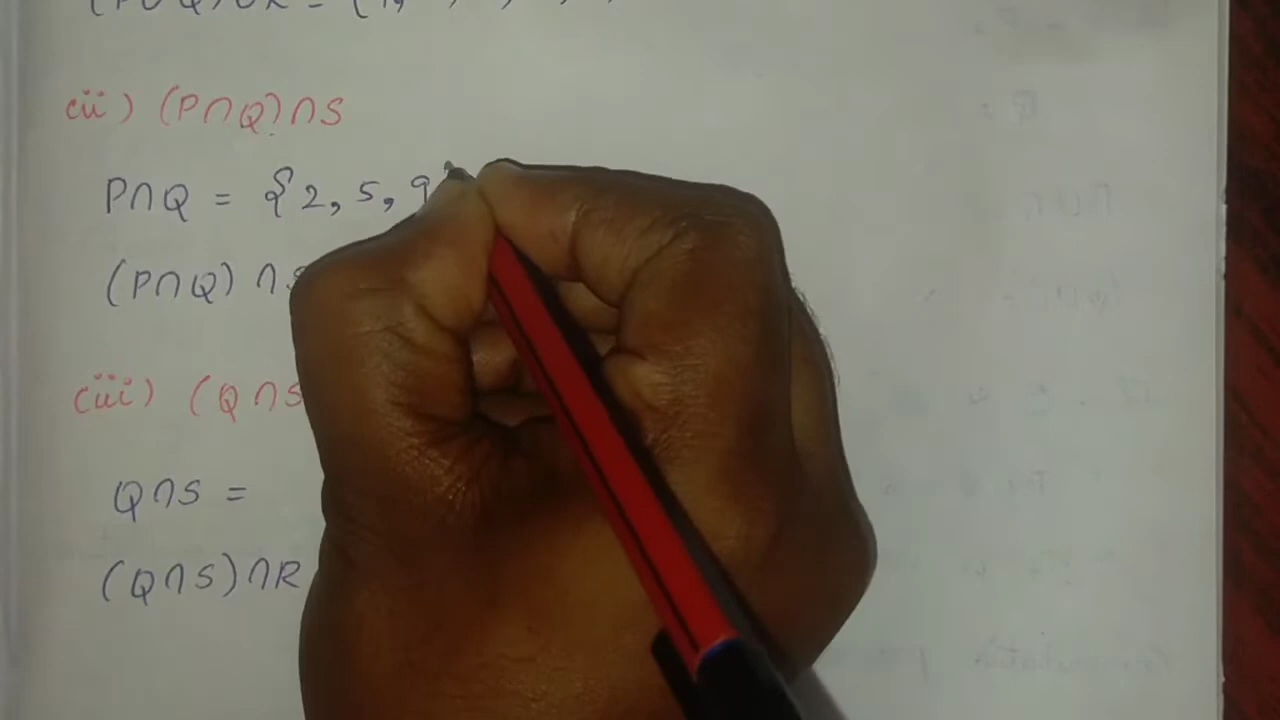 (ii) (P∩Q)∩S
P∩Q = {2, 5, 9
(P∩Q) ∩S
(iii) (Q∩S
Q∩S =
(Q∩S)∩R